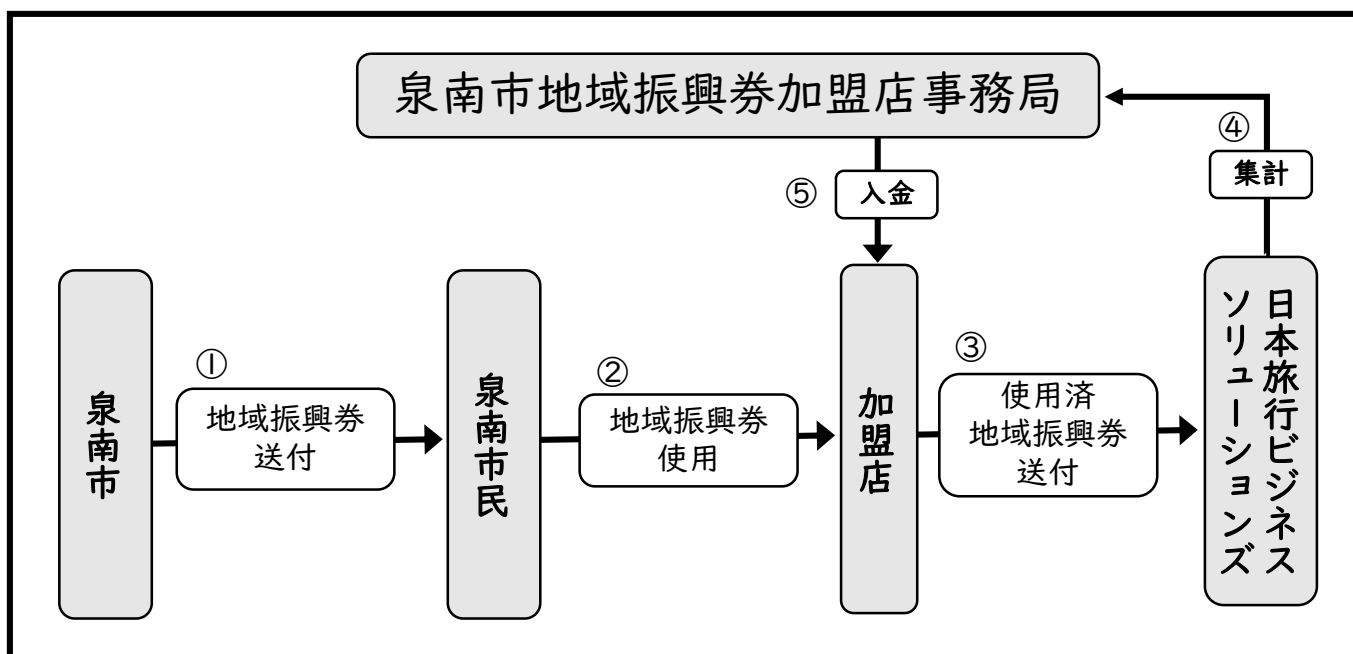 泉南市地域振興券加盟店事務局
④
集計
⑤
入金
泉南市
①
地域振興券
送付
泉南市民
②
地域振興券
使用
加盟店
③
使用済
地域振興券
送付
日本旅行ビジネス
ソリューションズ